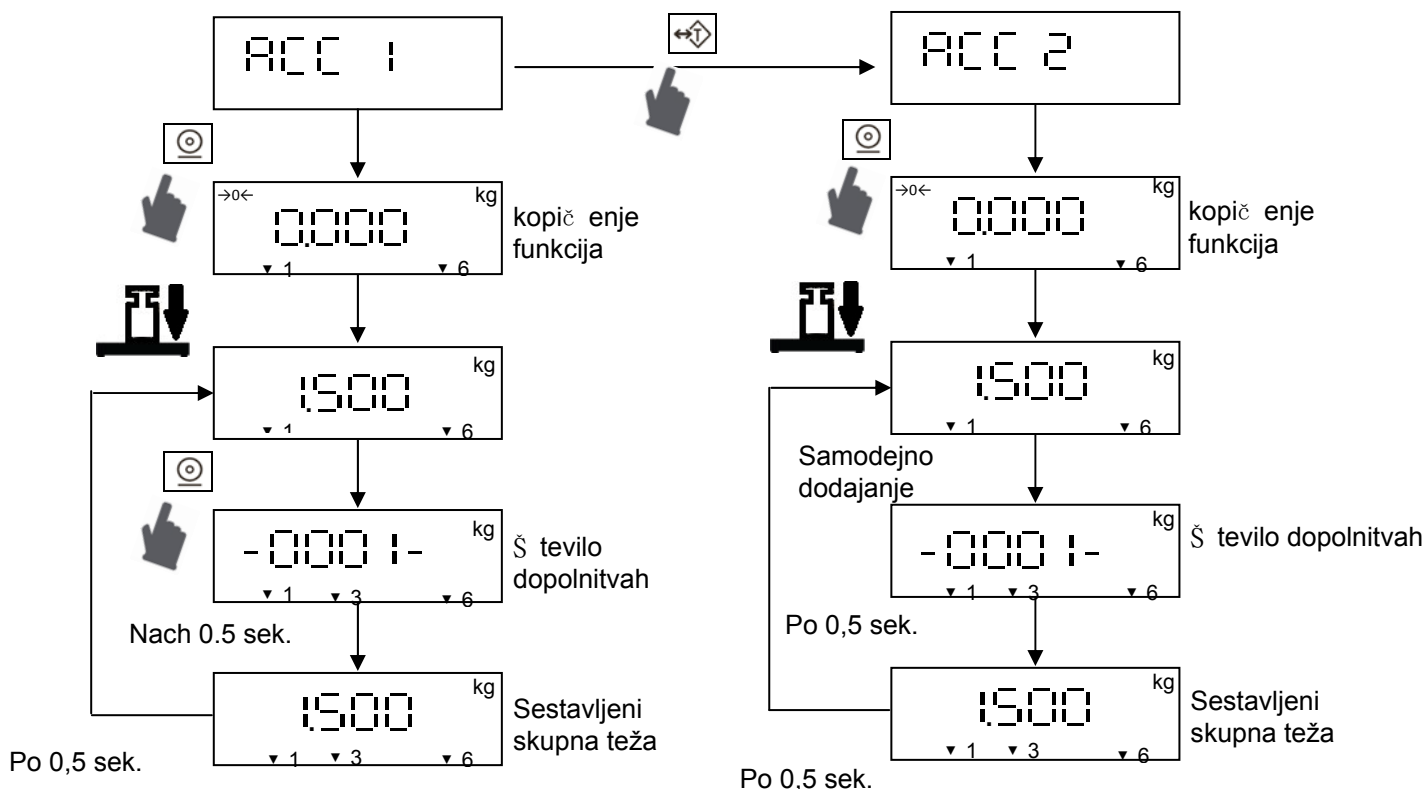 ACC 1
T
ACC 2
→0←
kg
0.000
▼ 1 ▼ 6
kopič enje
funkcija
kg
1.500
▼ 1 ▼ 6
kg
-0001-
▼ 1 ▼ 3 ▼ 6
Š tevilo
dopolnitvah
Nach 0.5 sek.
kg
1.500
▼ 1 ▼ 3 ▼ 6
Sestavljeni
skupna teža
Po 0,5 sek.
→0←
kg
0.000
▼ 1 ▼ 6
kopič enje
funkcija
kg
1.500
▼ 1 ▼ 6
Samodejno
dodajanje
kg
-0001-
▼ 1 ▼ 3 ▼ 6
Š tevilo dopolnitvah
Po 0,5 sek.
kg
1.500
▼ 1 ▼ 3 ▼ 6
Sestavljeni
skupna teža
Po 0,5 sek.